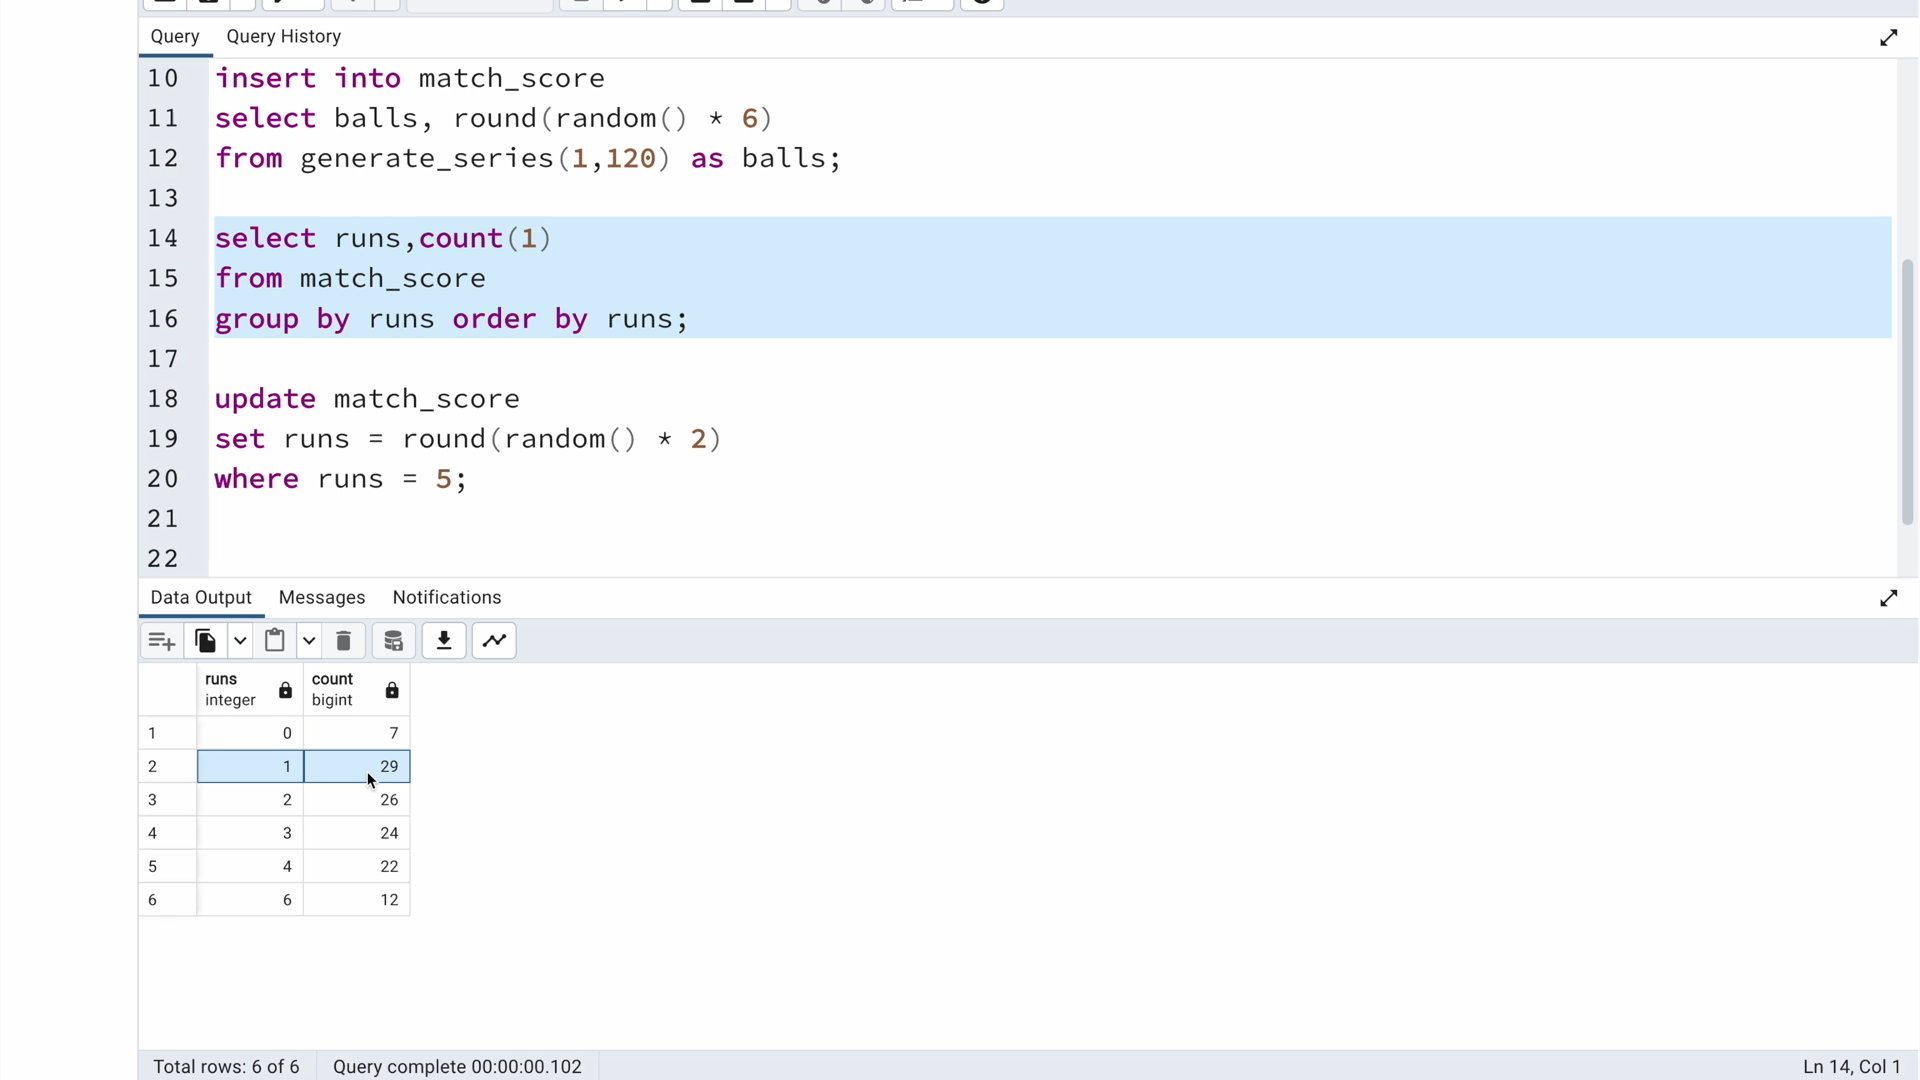 Query Query History
10 insert into match_score
11 select balls, round(random() * 6)
12 from generate_series(1,120) as balls;
13
14 select runs,count(1)
15 from match_score
16 group by runs order by runs;
17
18 update match_score
19 set runs = round(random() * 2)
20 where runs = 5;
21
22
Data Output Messages Notifications
runs count
integer bigint
1 0 7
2 1 29
3 2 26
4 3 24
5 4 22
6 6 12
Total rows: 6 of 6 Query complete 00:00:00.102 Ln 14, Col 1